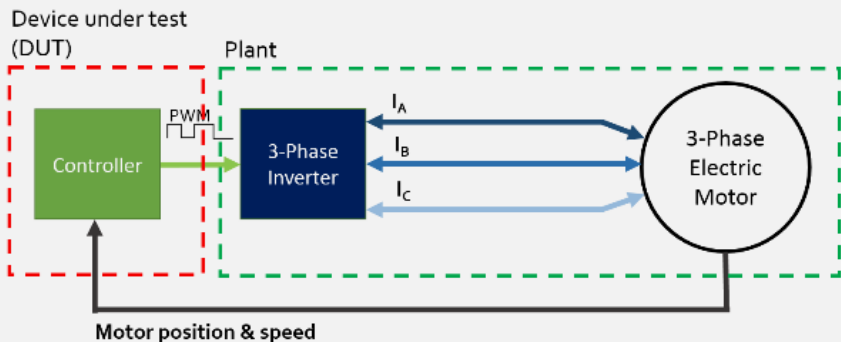 Device under test
(DUT)
Plant
PWM
Controller
3-Phase
Inverter
I_A
I_B
I_C
3-Phase
Electric
Motor
Motor position & speed